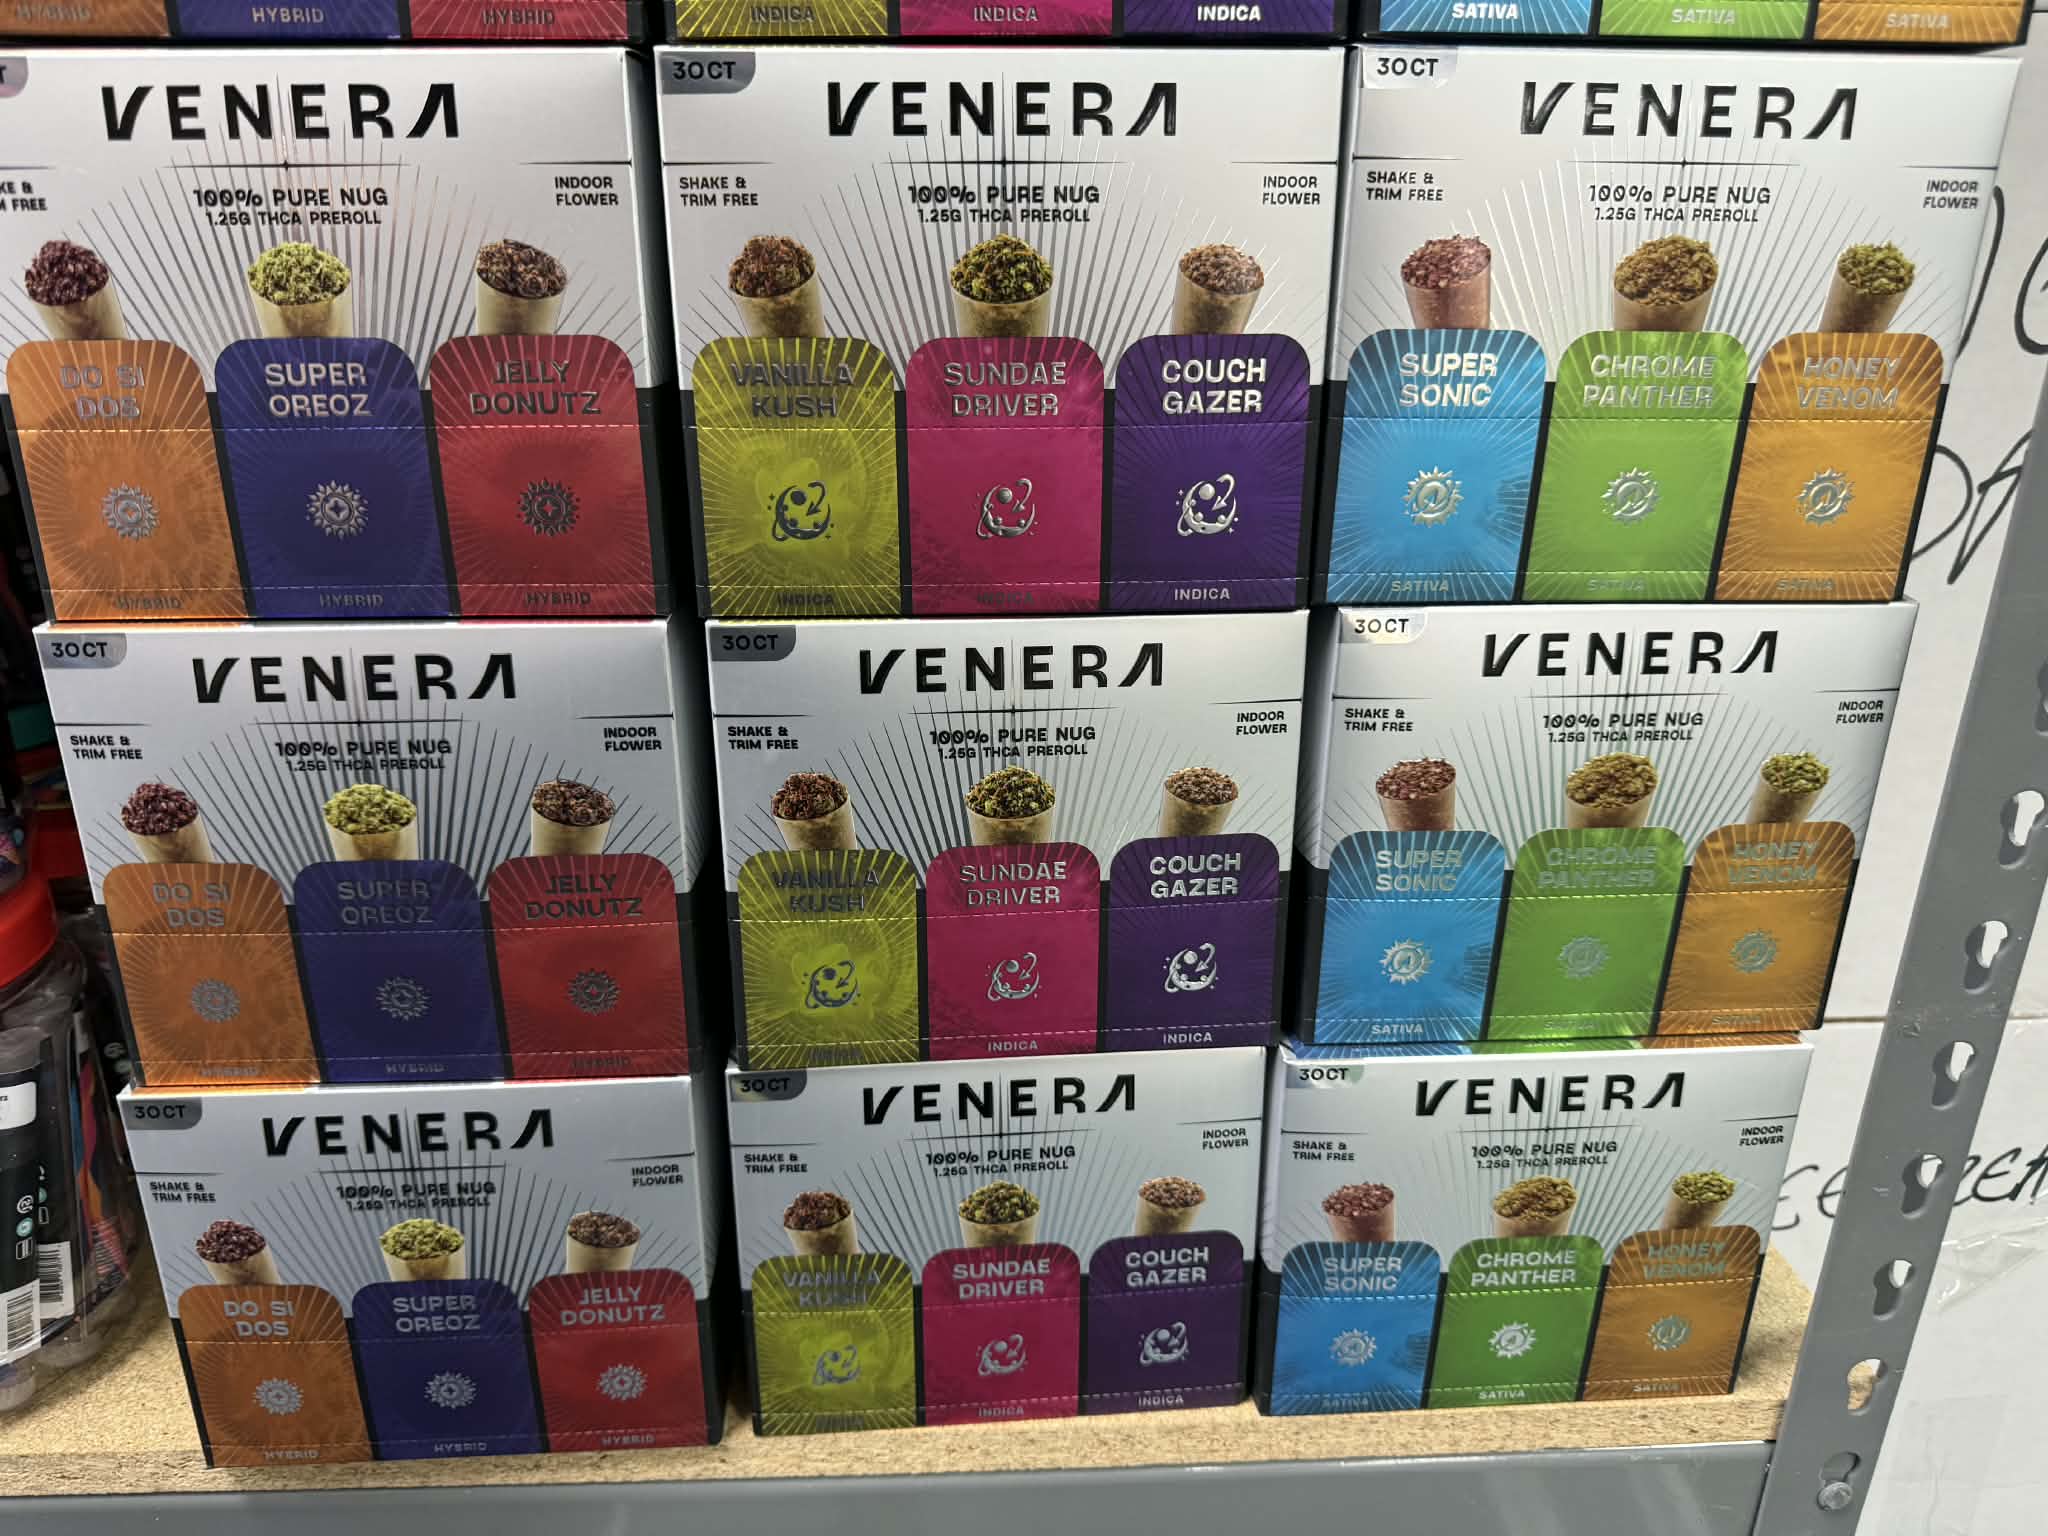 HYBRID
HYBRID
HYBRID
INDICA
INDICA
INDICA
SATIVA
SATIVA
SATIVA
VENERA
100% PURE NUG
1.25G THCA PREROLL
INDOOR
FLOWER
FREE
DO SI
DOS
SUPER
OREOZ
JELLY
DONUTZ
HYBRID
HYBRID
HYBRID
30CT
VENERA
SHAKE &
TRIM FREE
100% PURE NUG
1.25G THCA PREROLL
INDOOR
FLOWER
VANILLA
KUSH
SUNDAE
DRIVER
COUCH
GAZER
INDICA
INDICA
INDICA
30CT
VENERA
SHAKE &
TRIM FREE
100% PURE NUG
1.25G THCA PREROLL
INDOOR
FLOWER
SUPER
SONIC
CHROME
PANTHER
HONEY
VENOM
SATIVA
SATIVA
SATIVA
30CT
VENERA
SHAKE &
TRIM FREE
100% PURE NUG
1.25G THCA PREROLL
INDOOR
FLOWER
DO SI
DOS
SUPER
OREOZ
JELLY
DONUTZ
HYBRID
HYBRID
HYBRID
30CT
VENERA
SHAKE &
TRIM FREE
100% PURE NUG
1.25G THCA PREROLL
INDOOR
FLOWER
VANILLA
KUSH
SUNDAE
DRIVER
COUCH
GAZER
INDICA
INDICA
INDICA
30CT
VENERA
SHAKE &
TRIM FREE
100% PURE NUG
1.25G THCA PREROLL
INDOOR
FLOWER
SUPER
SONIC
CHROME
PANTHER
HONEY
VENOM
SATIVA
SATIVA
SATIVA
30CT
VENERA
SHAKE &
TRIM FREE
100% PURE NUG
1.25G THCA PREROLL
INDOOR
FLOWER
DO SI
DOS
SUPER
OREOZ
JELLY
DONUTZ
HYBRID
HYBRID
HYBRID
30CT
VENERA
SHAKE &
TRIM FREE
100% PURE NUG
1.25G THCA PREROLL
INDOOR
FLOWER
VANILLA
KUSH
SUNDAE
DRIVER
COUCH
GAZER
INDICA
INDICA
30CT
VENERA
SHAKE &
TRIM FREE
100% PURE NUG
1.25G THCA PREROLL
INDOOR
FLOWER
SUPER
SONIC
CHROME
PANTHER
HONEY
VENOM
SATIVA
SATIVA
SATIVA